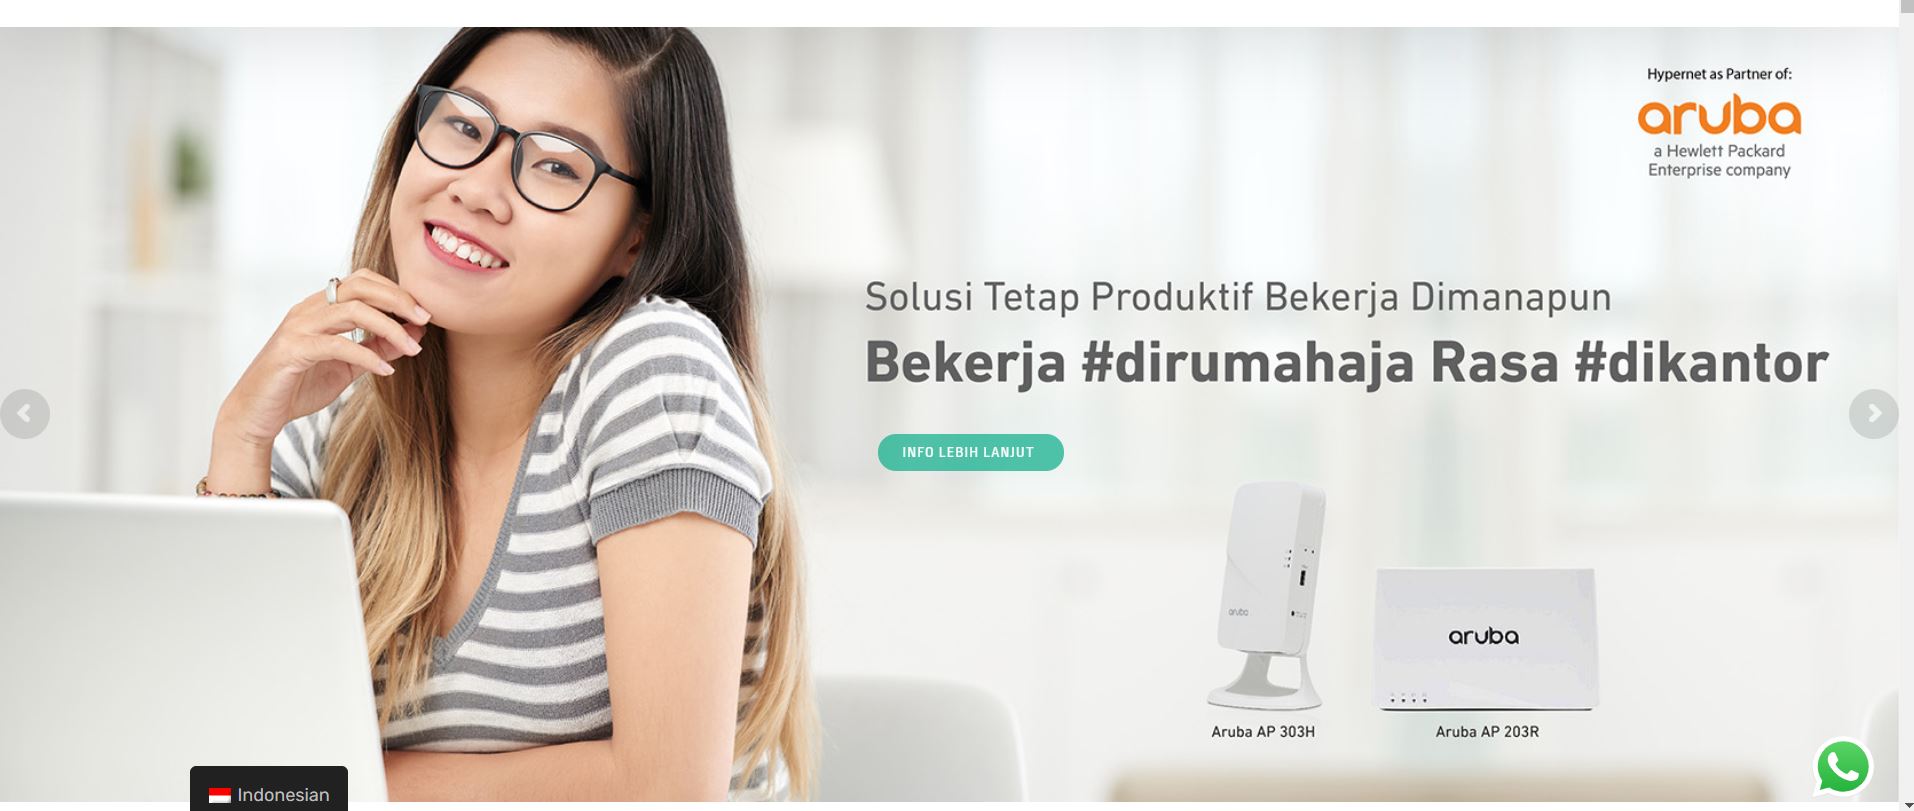 Hypernet as Partner of:
aruba
a Hewlett Packard
Enterprise company
Solusi Tetap Produktif Bekerja Dimanapun
Bekerja #dirumahaja Rasa #dikantor
INFO LEBIH LANJUT
aruba
aruba
Aruba AP 303H
Aruba AP 203R
Indonesian